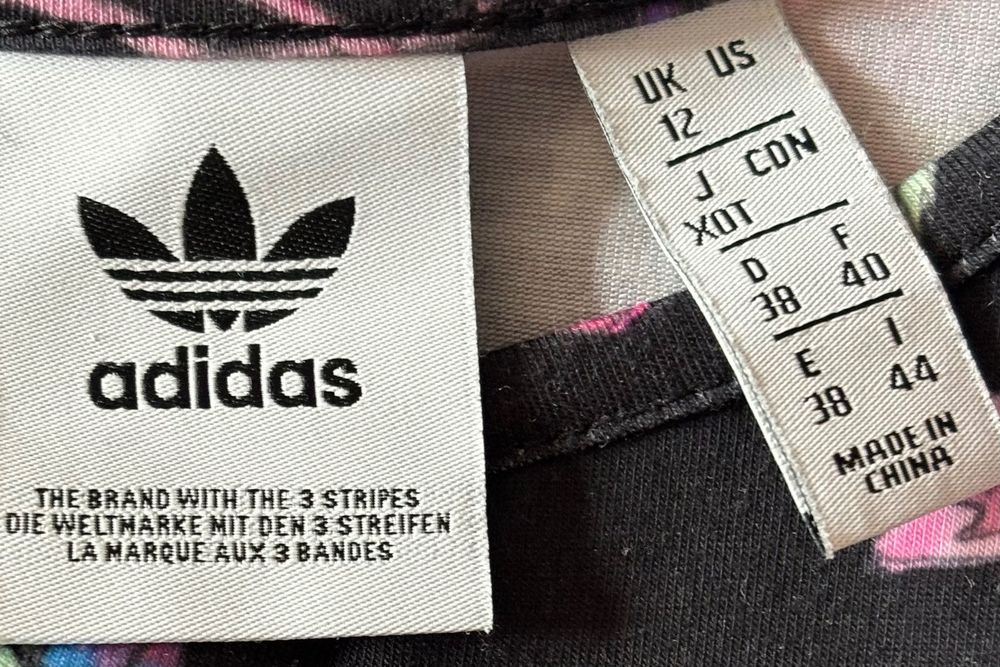 adidas
THE BRAND WITH THE 3 STRIPES
DIE WELTMARKE MIT DEN 3 STREIFEN
LA MARQUE AUX 3 BANDES
UK US
12
J CDN
XOT
D F
38 40
E I
38 44
MADE IN
CHINA